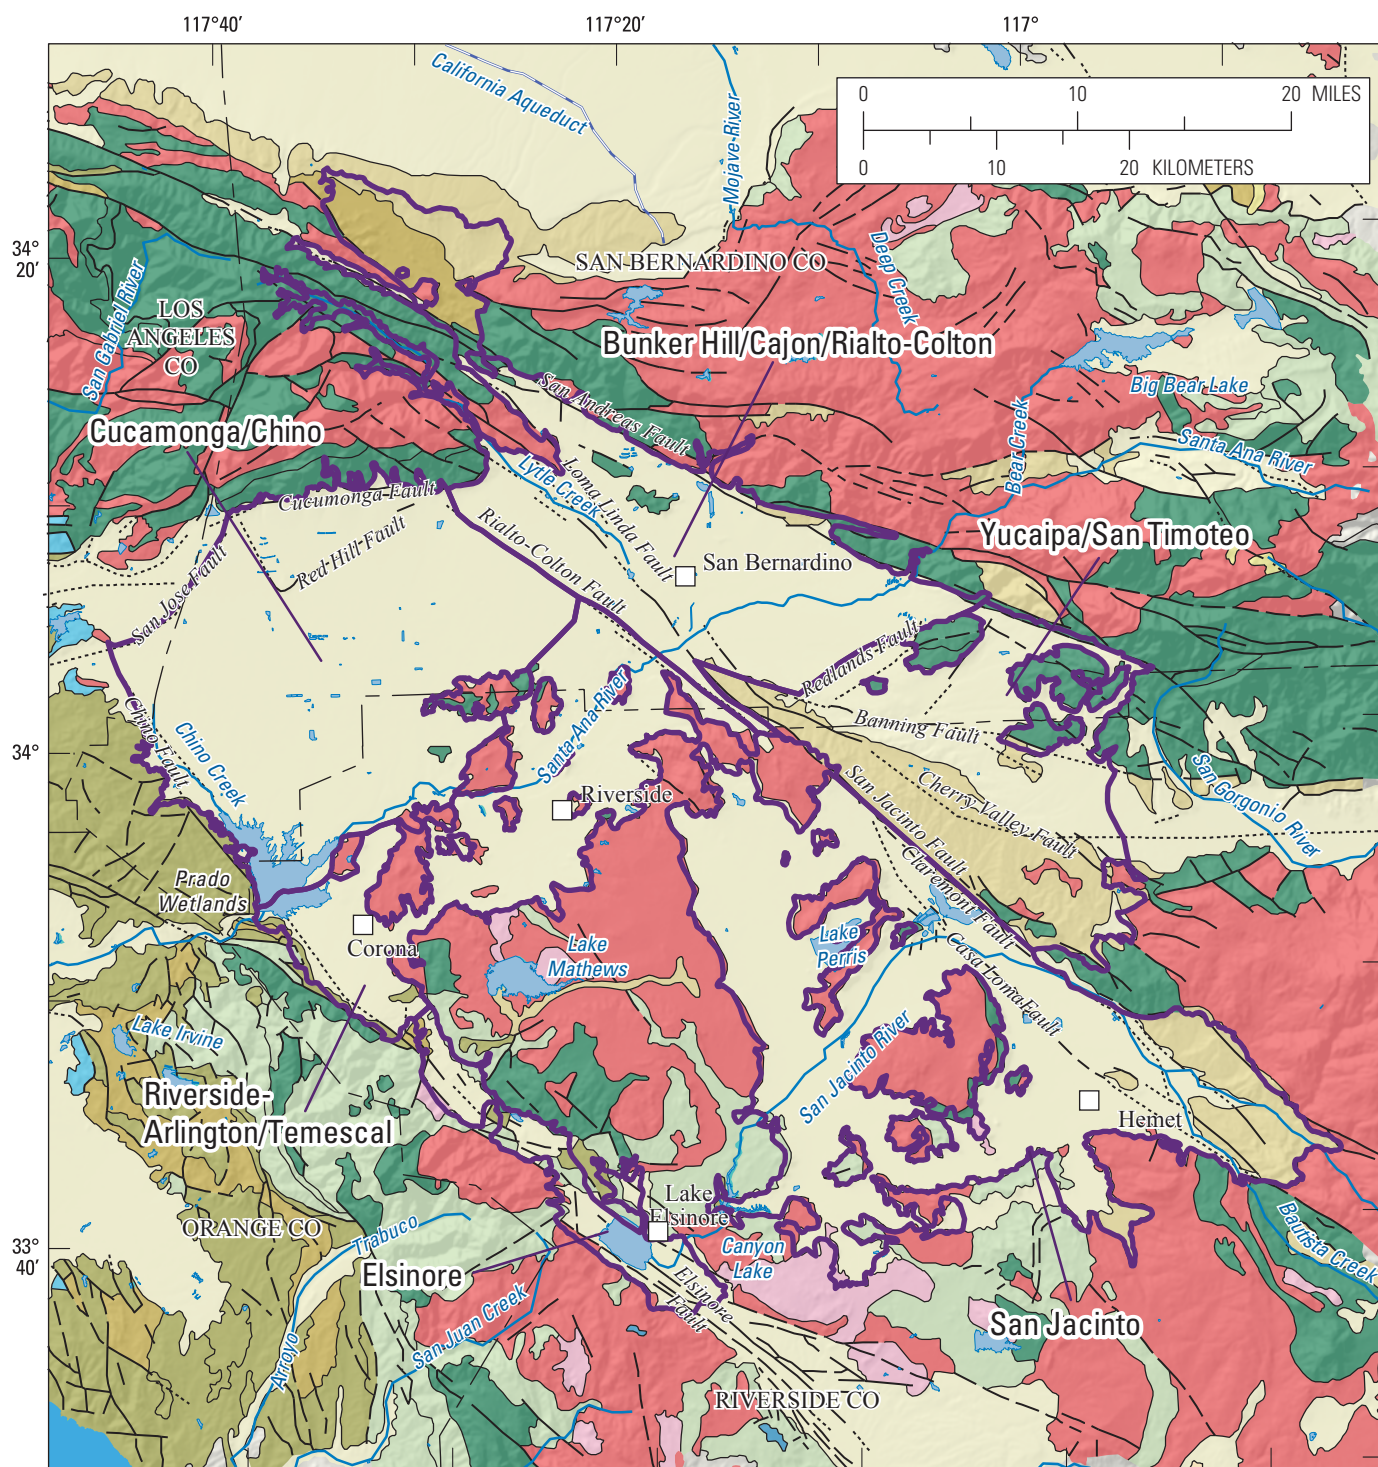 117°40′
117°20′
117°
0
10
20 MILES
0
10
20 KILOMETERS
California Aqueduct
Mojave River
Deep Creek
34°
20′
SAN BERNARDINO CO
San Gabriel River
LOS
ANGELES
CO
Bunker Hill/Cajon/Rialto-Colton
Big Bear Lake
San Andreas Fault
Cucamonga/Chino
Bear Creek
Santa Ana River
Lytle Creek
Loma Linda Fault
Cucumonga Fault
Red Hill Fault
Rialto-Colton Fault
Yucaipa/San Timoteo
San Bernardino
San Jose Fault
Redlands Fault
Banning Fault
34°
Chino Fault
Chino Creek
Santa Ana River
San Gorgonio River
Riverside
San Jacinto Fault
Cherry Valley Fault
Claremont Fault
Prado
Wetlands
Corona
Lake
Mathews
Lake
Perris
Casa Loma Fault
Lake Irvine
San Jacinto River
Riverside-
Arlington/Temescal
Hemet
Lake
Elsinore
ORANGE CO
Arroyo
Trabuco
Elsinore
Canyon
Lake
Bautista Creek
33°
40′
Elsinore
Fault
San Juan Creek
San Jacinto
RIVERSIDE CO